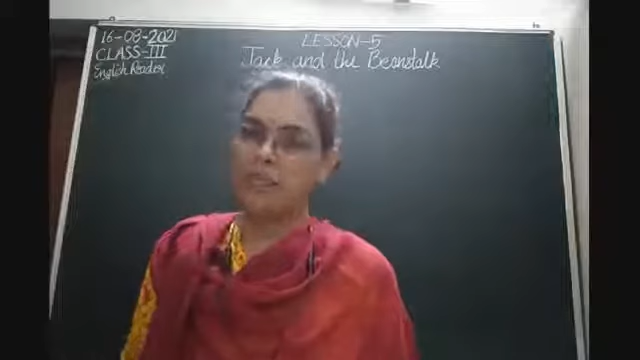 16-08-2021
CLASS-III
English Reader
LESSON-5
Jack and the Beanstalk